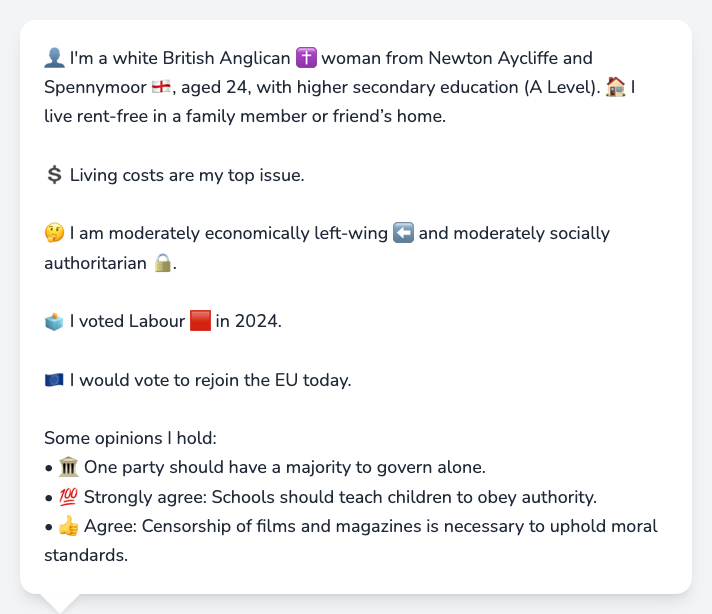 👤 I'm a white British Anglican ✝️ woman from Newton Aycliffe and
Spennymoor 🏴󠁧󠁢󠁥󠁮󠁧󠁿, aged 24, with higher secondary education (A Level). 🏠 I
live rent-free in a family member or friend’s home.
💲 Living costs are my top issue.
🤔 I am moderately economically left-wing ⬅️ and moderately socially
authoritarian 🔒.
🗳️ I voted Labour 🟥 in 2024.
🇪🇺 I would vote to rejoin the EU today.
Some opinions I hold:
• 🏛️ One party should have a majority to govern alone.
• 💯 Strongly agree: Schools should teach children to obey authority.
• 👍 Agree: Censorship of films and magazines is necessary to uphold moral
standards.